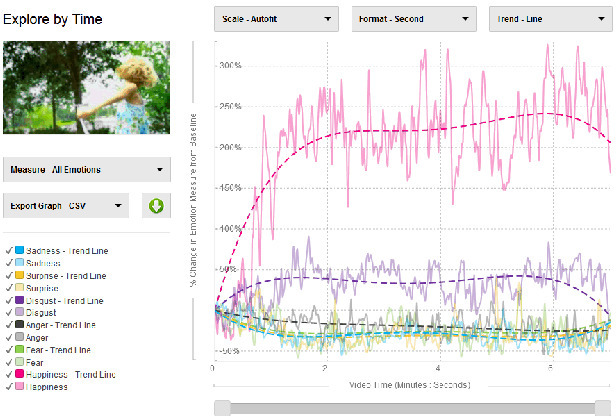 Explore by Time
Scale - Autofit
Format - Second
Trend - Line
Measure - All Emotions
Export Graph - CSV
Sadness - Trend Line
Sadness
Surprise - Trend Line
Surprise
Disgust - Trend Line
Disgust
Anger - Trend Line
Anger
Fear - Trend Line
Fear
Happiness - Trend Line
Happiness
% Change in Emotion Measure from Baseline
300%
250%
200%
150%
100%
50%
0%
-50%
2
4
6
Video Time (Minutes : Seconds)